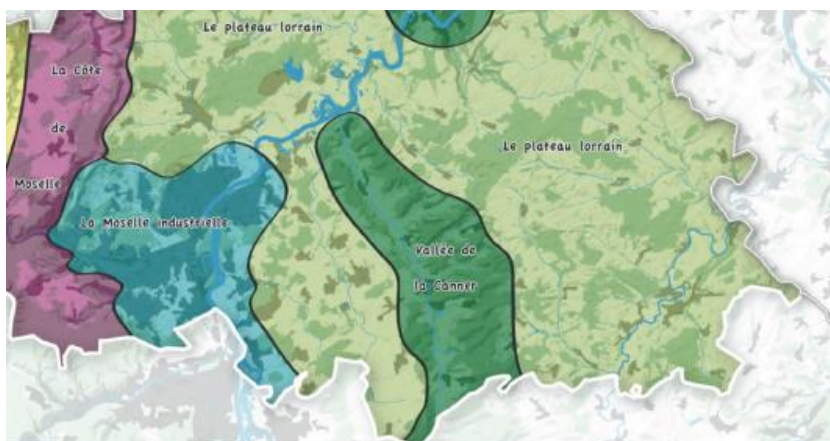 Le plateau lorrain
La Côte
de
Moselle
Le plateau lorrain
La Moselle industrielle
Vallée de
la Canner